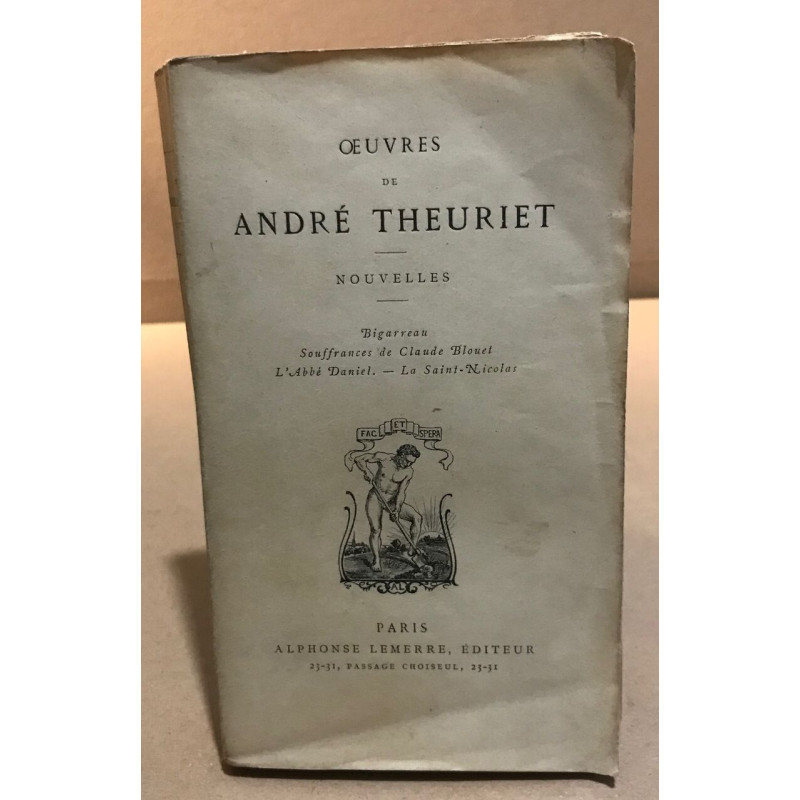 ŒUVRES
DE
ANDRÉ THEURIET
NOUVELLES
Bigarreau
Souffrances de Claude Blouet
L'Abbé Daniel. — La Saint-Nicolas
FAC ET SPERA
AL
PARIS
ALPHONSE LEMERRE, ÉDITEUR
23-31, PASSAGE CHOISEUL, 23-31